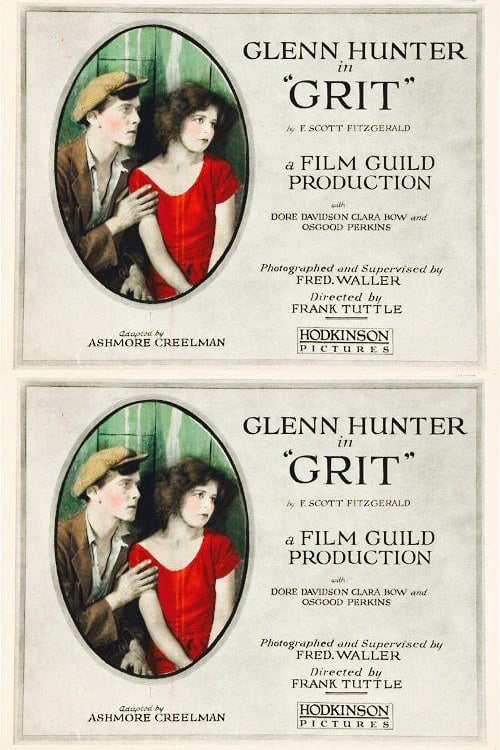 GLENN HUNTER
in
"GRIT"
by F. SCOTT FITZGERALD
a FILM GUILD
PRODUCTION
with
DORE DAVIDSON CLARA BOW and
OSGOOD PERKINS
Photographed and Supervised by
FRED. WALLER
Directed by
FRANK TUTTLE
Adapted by
ASHMORE CREELMAN
HODKINSON
PICTURES
GLENN HUNTER
in
"GRIT"
by F. SCOTT FITZGERALD
a FILM GUILD
PRODUCTION
with
DORE DAVIDSON CLARA BOW and
OSGOOD PERKINS
Photographed and Supervised by
FRED. WALLER
Directed by
FRANK TUTTLE
Adapted by
ASHMORE CREELMAN
HODKINSON
PICTURES